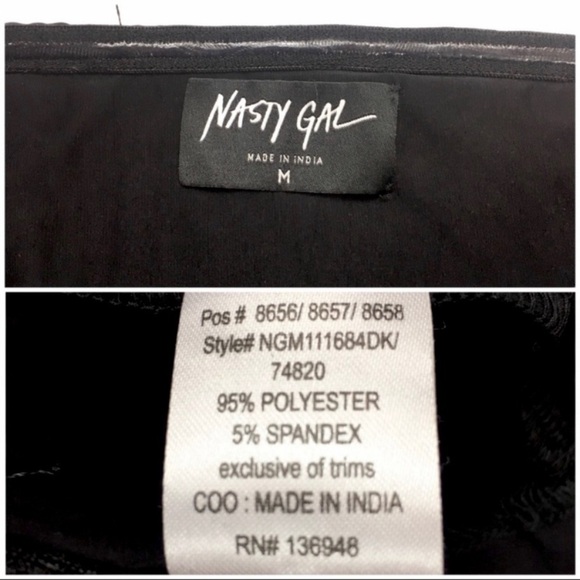 NASTY GAL
MADE IN INDIA
M
Pos # 8656/ 8657/ 8658
Style# NGM111684DK/
74820
95% POLYESTER
5% SPANDEX
exclusive of trims
COO : MADE IN INDIA
RN# 136948